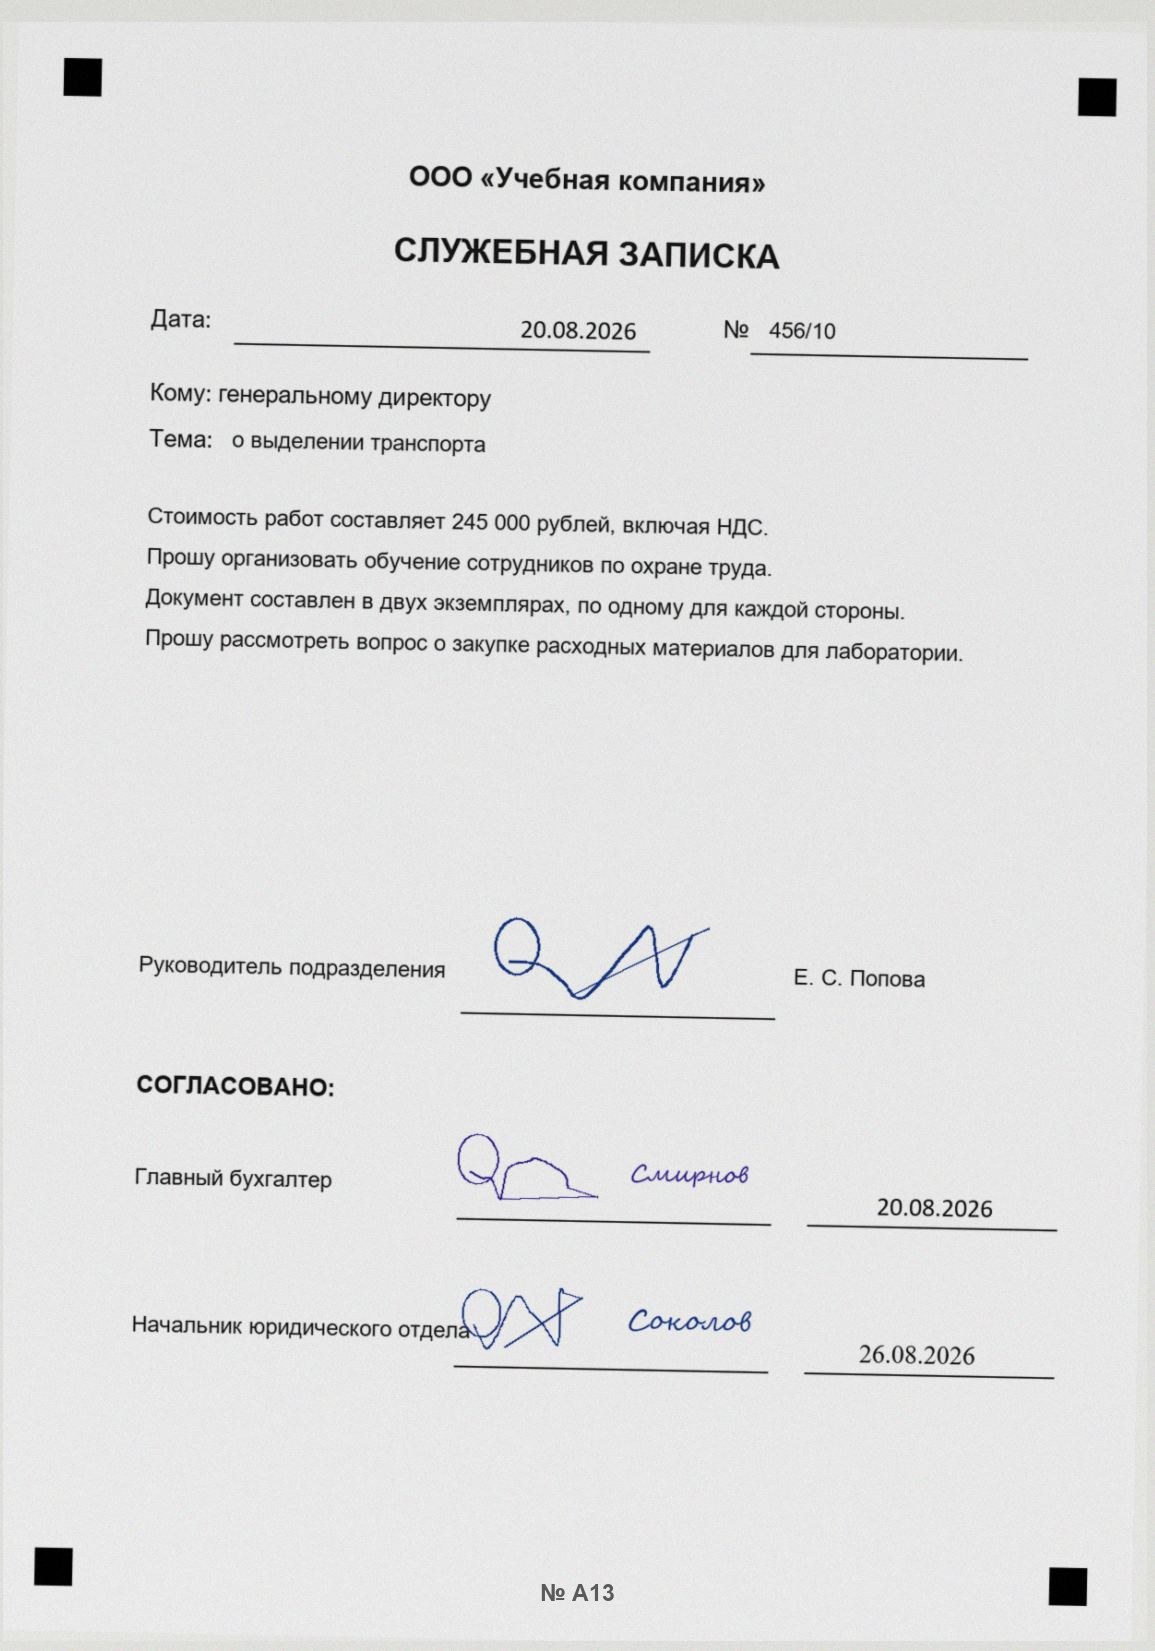 ООО «Учебная компания»
СЛУЖЕБНАЯ ЗАПИСКА
Дата: 20.08.2026 № 456/10
Кому: генеральному директору
Тема: о выделении транспорта
Стоимость работ составляет 245 000 рублей, включая НДС.
Прошу организовать обучение сотрудников по охране труда.
Документ составлен в двух экземплярах, по одному для каждой стороны.
Прошу рассмотреть вопрос о закупке расходных материалов для лаборатории.
Руководитель подразделения Е. С. Попова
СОГЛАСОВАНО:
Главный бухгалтер Смирнов 20.08.2026
Начальник юридического отдела Соколов 26.08.2026
№ А13